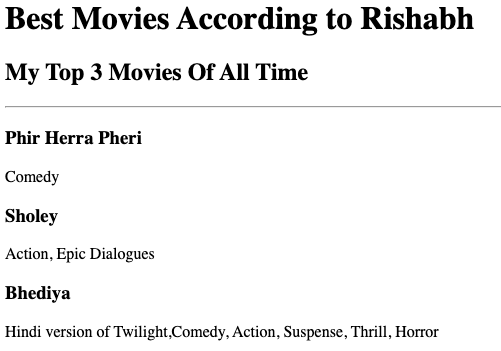 Best Movies According to Rishabh
My Top 3 Movies Of All Time
Phir Herra Pheri
Comedy
Sholey
Action, Epic Dialogues
Bhediya
Hindi version of Twilight,Comedy, Action, Suspense, Thrill, Horror